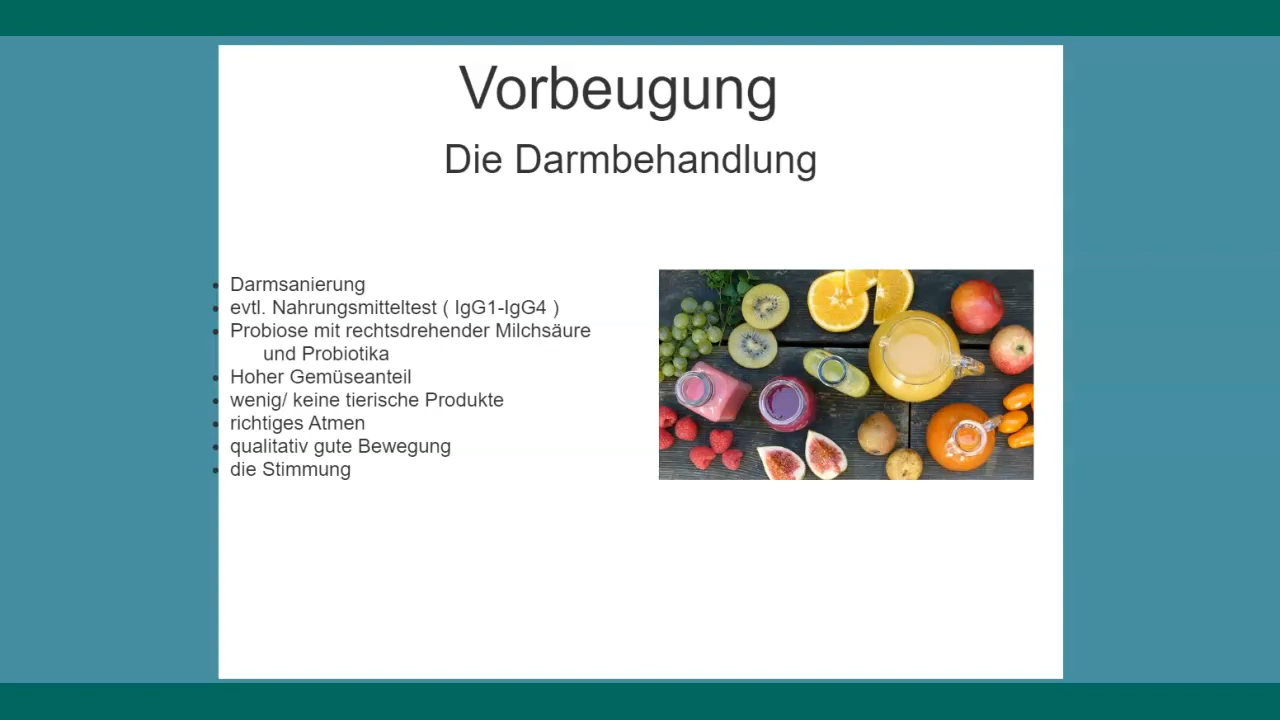 Vorbeugung
Die Darmbehandlung
• Darmsanierung
• evtl. Nahrungsmitteltest ( IgG1-IgG4 )
• Probiose mit rechtsdrehender Milchsäure
und Probiotika
• Hoher Gemüseanteil
• wenig/ keine tierische Produkte
• richtiges Atmen
• qualitativ gute Bewegung
• die Stimmung